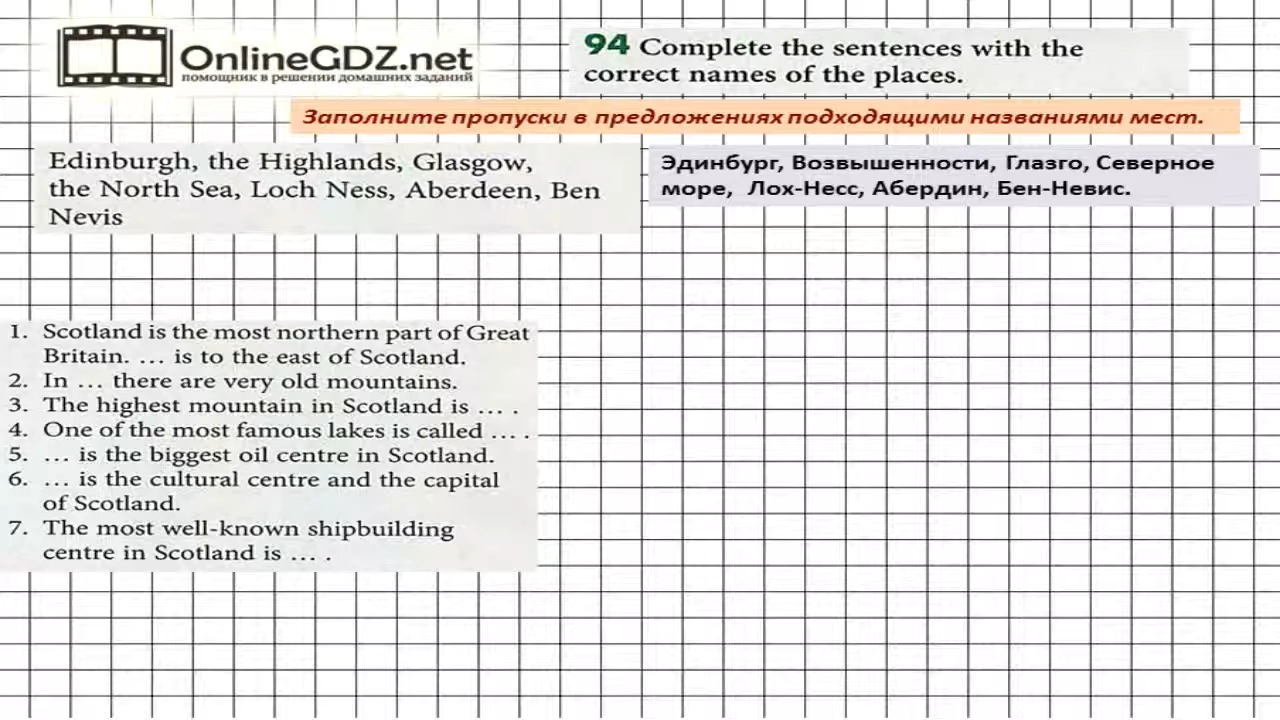 OnlineGDZ.net
помощник в решении домашних заданий
94 Complete the sentences with the
correct names of the places.
Заполните пропуски в предложениях подходящими названиями мест.
Edinburgh, the Highlands, Glasgow,
the North Sea, Loch Ness, Aberdeen, Ben
Nevis
Эдинбург, Возвышенности, Глазго, Северное
море, Лох-Несс, Абердин, Бен-Невис.
1. Scotland is the most northern part of Great
Britain. … is to the east of Scotland.
2. In … there are very old mountains.
3. The highest mountain in Scotland is … .
4. One of the most famous lakes is called … .
5. … is the biggest oil centre in Scotland.
6. … is the cultural centre and the capital
of Scotland.
7. The most well-known shipbuilding
centre in Scotland is … .